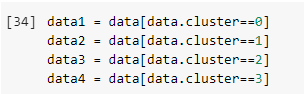 [34] data1 = data[data.cluster==0]
data2 = data[data.cluster==1]
data3 = data[data.cluster==2]
data4 = data[data.cluster==3]